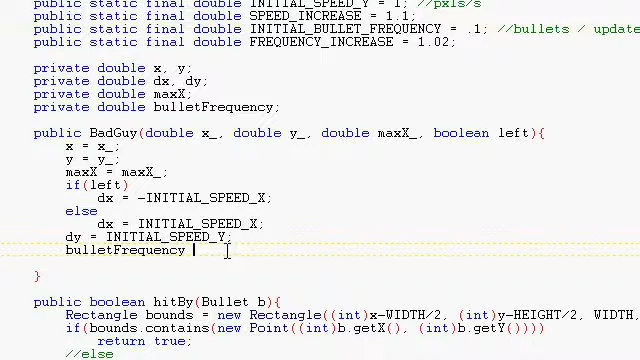 public static final double INITIAL_SPEED_Y = 1; //pxls/s
public static final double SPEED_INCREASE = 1.1;
public static final double INITIAL_BULLET_FREQUENCY = .1; //bullets / update
public static final double FREQUENCY_INCREASE = 1.02;
private double x, y;
private double dx, dy;
private double maxX;
private double bulletFrequency;
public BadGuy(double x_, double y_, double maxX_, boolean left){
x = x_;
y = y_;
maxX = maxX_;
if(left)
dx = -INITIAL_SPEED_X;
else
dx = INITIAL_SPEED_X;
dy = INITIAL_SPEED_Y;
bulletFrequency
}
public boolean hitBy(Bullet b){
Rectangle bounds = new Rectangle((int)x-WIDTH/2, (int)y-HEIGHT/2, WIDTH,
if(bounds.contains(new Point((int)b.getX(), (int)b.getY())))
return true;
//else